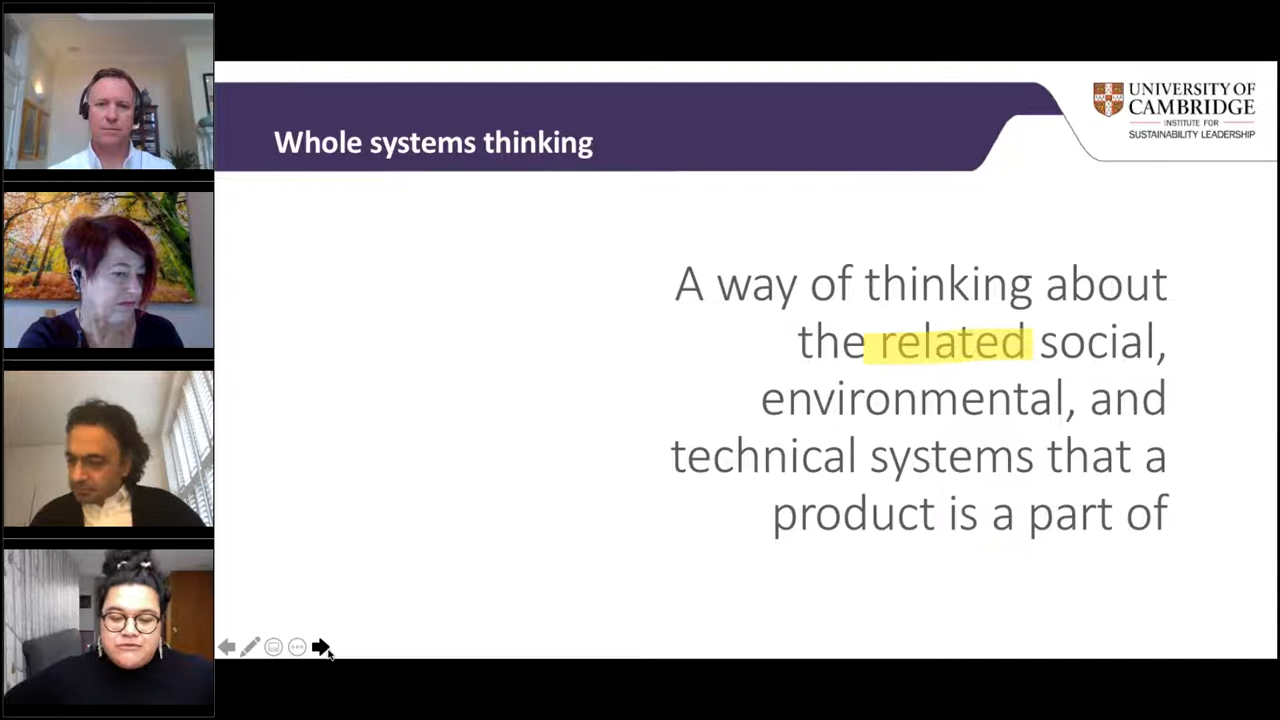 Whole systems thinking
UNIVERSITY OF
CAMBRIDGE
INSTITUTE FOR
SUSTAINABILITY LEADERSHIP
A way of thinking about
the related social,
environmental, and
technical systems that a
product is a part of